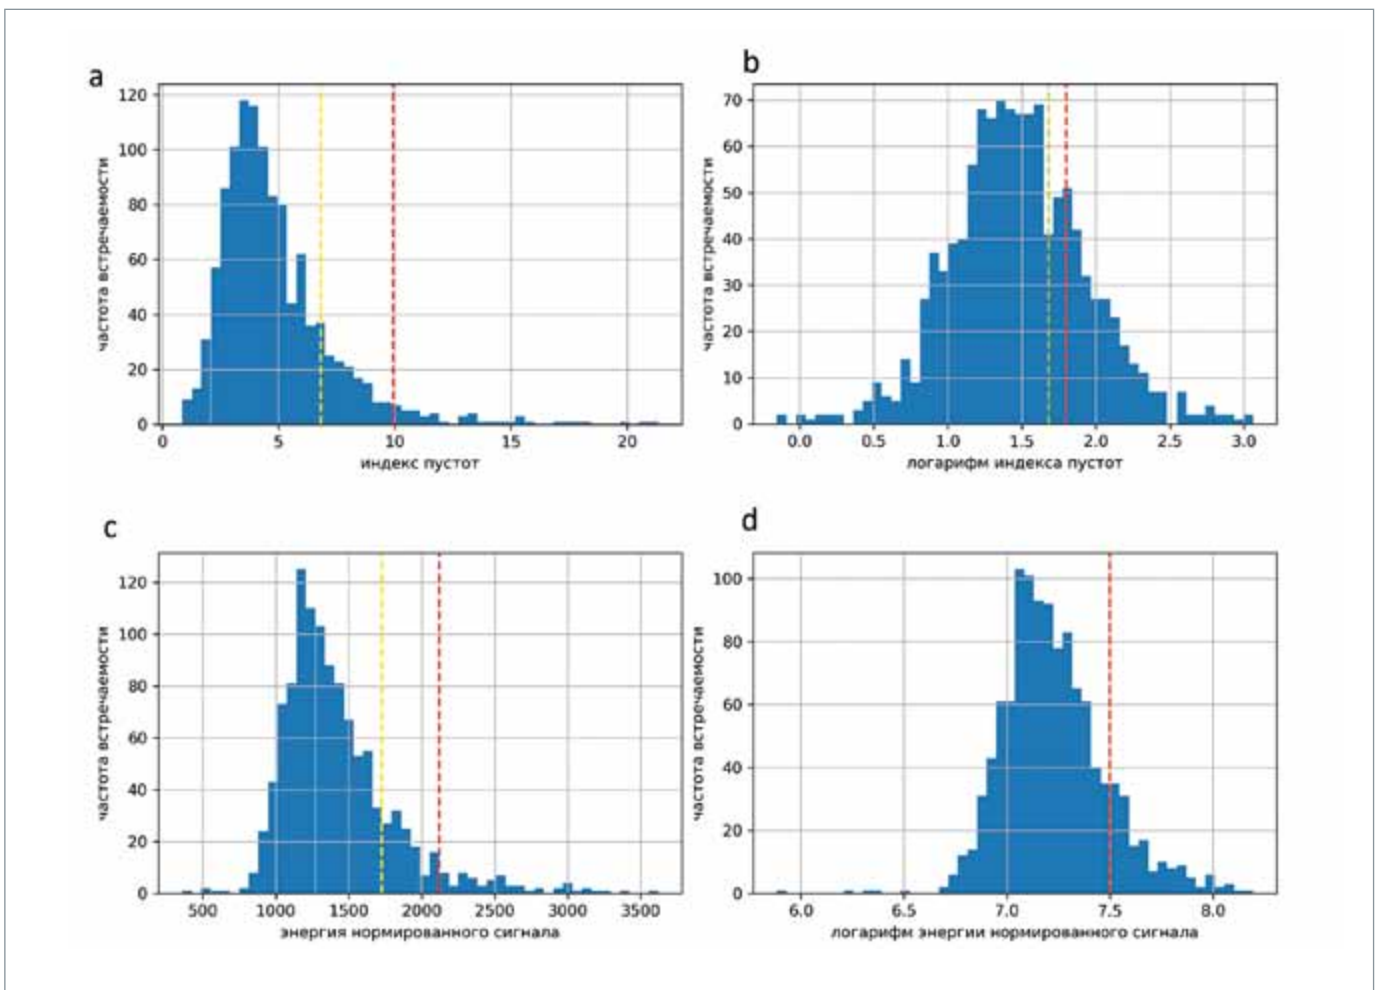 a
120
100
80
60
40
20
0
частота встречаемости
0 5 10 15 20
индекс пустот
b
70
60
50
40
30
20
10
0
частота встречаемости
0.0 0.5 1.0 1.5 2.0 2.5 3.0
логарифм индекса пустот
c
120
100
80
60
40
20
0
частота встречаемости
500 1000 1500 2000 2500 3000 3500
энергия нормированного сигнала
d
100
80
60
40
20
0
частота встречаемости
6.0 6.5 7.0 7.5 8.0
логарифм энергии нормированного сигнала